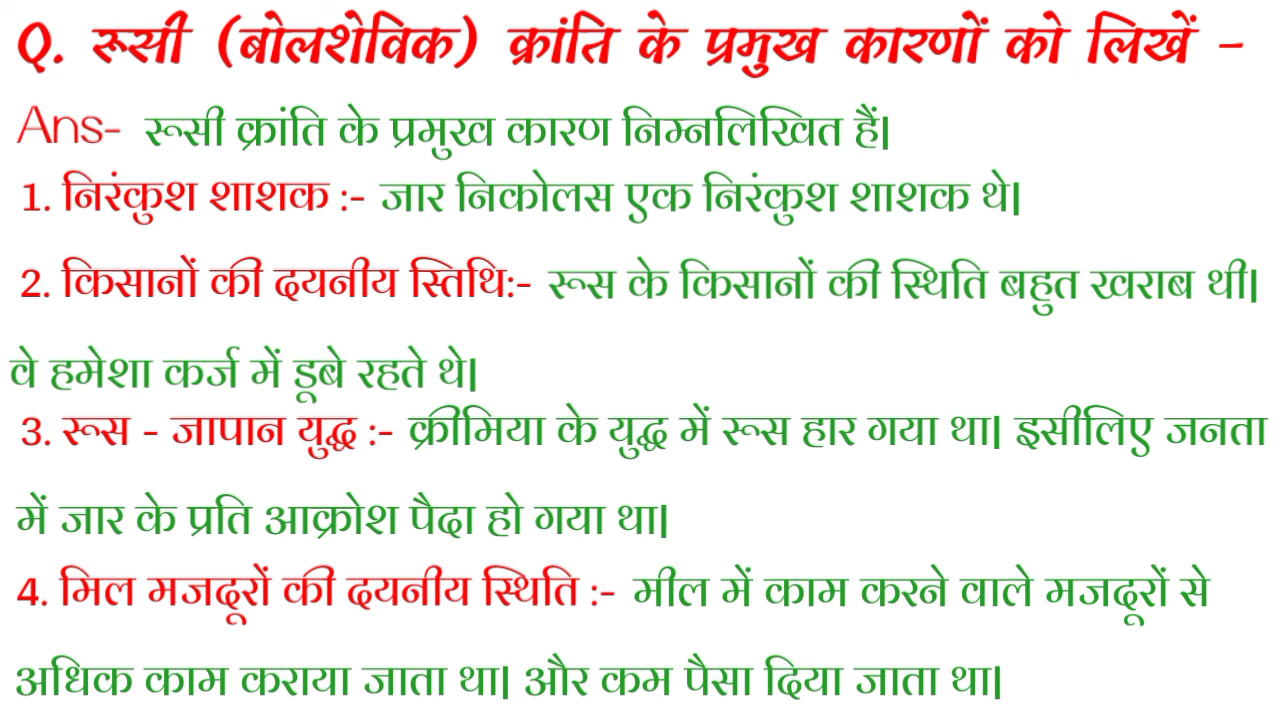 Q. रूसी (बोलशेविक) क्रांति के प्रमुख कारणों को लिखें -
Ans- रूसी क्रांति के प्रमुख कारण निम्नलिखित हैं।
1. निरंकुश शाशक :- जार निकोलस एक निरंकुश शाशक थे।
2. किसानों की दयनीय स्तिथि:- रूस के किसानों की स्थिति बहुत खराब थी।
वे हमेशा कर्ज में डूबे रहते थे।
3. रूस - जापान युद्ध :- क्रीमिया के युद्ध में रूस हार गया था। इसीलिए जनता
में जार के प्रति आक्रोश पैदा हो गया था।
4. मिल मजदूरों की दयनीय स्थिति :- मील में काम करने वाले मजदूरों से
अधिक काम कराया जाता था। और कम पैसा दिया जाता था।